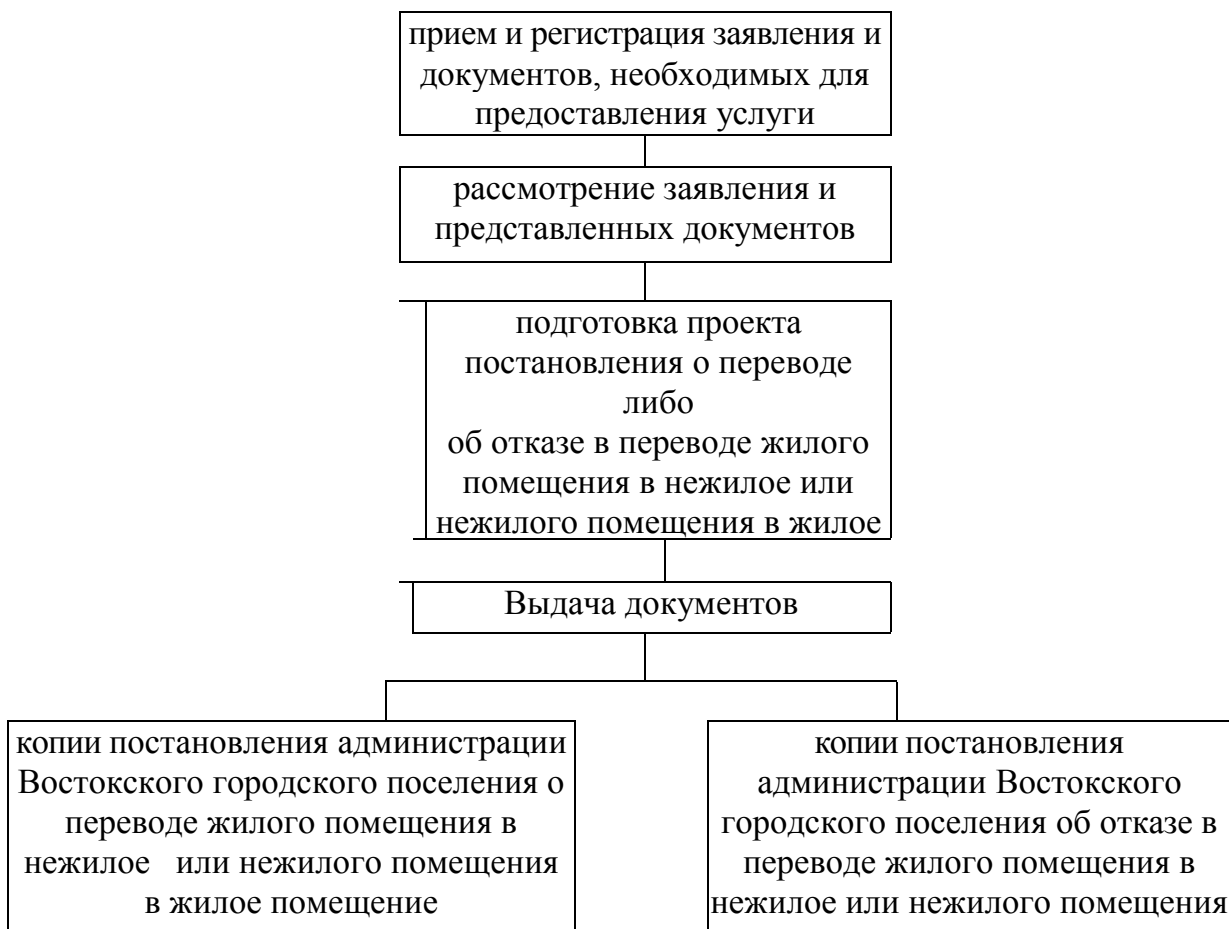 прием и регистрация заявления и
документов, необходимых для
предоставления услуги
рассмотрение заявления и
представленных документов
подготовка проекта
постановления о переводе
либо
об отказе в переводе жилого
помещения в нежилое или
нежилого помещения в жилое
Выдача документов
копии постановления администрации
Востокского городского поселения о
переводе жилого помещения в
нежилое или нежилого помещения
в жилое помещение
копии постановления
администрации Востокского
городского поселения об отказе в
переводе жилого помещения в
нежилое или нежилого помещения